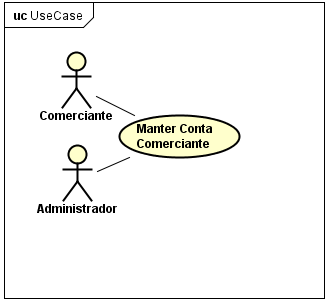 uc UseCase
Comerciante
Manter Conta
Comerciante
Administrador